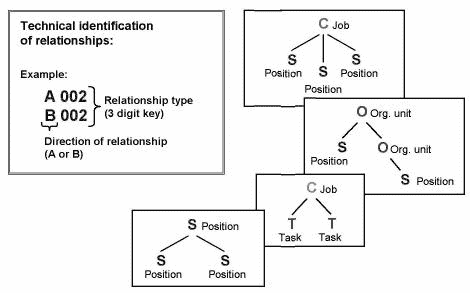 Technical identification
of relationships:
Example:
A 002
B 002
Relationship type
(3 digit key)
Direction of relationship
(A or B)
C Job
S S S
Position Position
Position
O Org. unit
S O Org. unit
Position
S Position
C Job
T T
Task Task
S Position
S S
Position Position